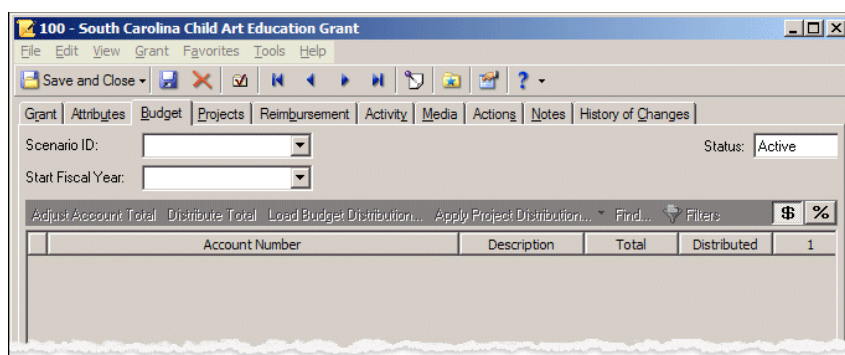 100 - South Carolina Child Art Education Grant
File Edit View Grant Favorites Tools Help
Save and Close ?
Grant Attributes Budget Projects Reimbursement Activity Media Actions Notes History of Changes
Scenario ID: Status: Active
Start Fiscal Year:
Adjust Account Total Distribute Total Load Budget Distribution... Apply Project Distribution... Find... Filters $ %
Account Number Description Total Distributed 1